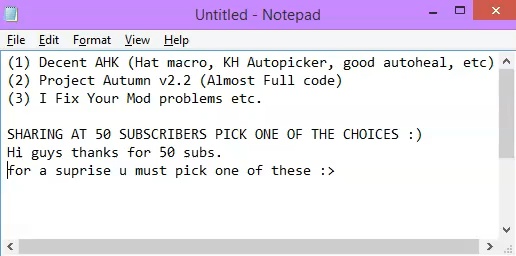 Untitled - Notepad
File Edit Format View Help
(1) Decent AHK (Hat macro, KH Autopicker, good autoheal, etc)
(2) Project Autumn v2.2 (Almost Full code)
(3) I Fix Your Mod problems etc.
SHARING AT 50 SUBSCRIBERS PICK ONE OF THE CHOICES :)
Hi guys thanks for 50 subs.
for a suprise u must pick one of these :>